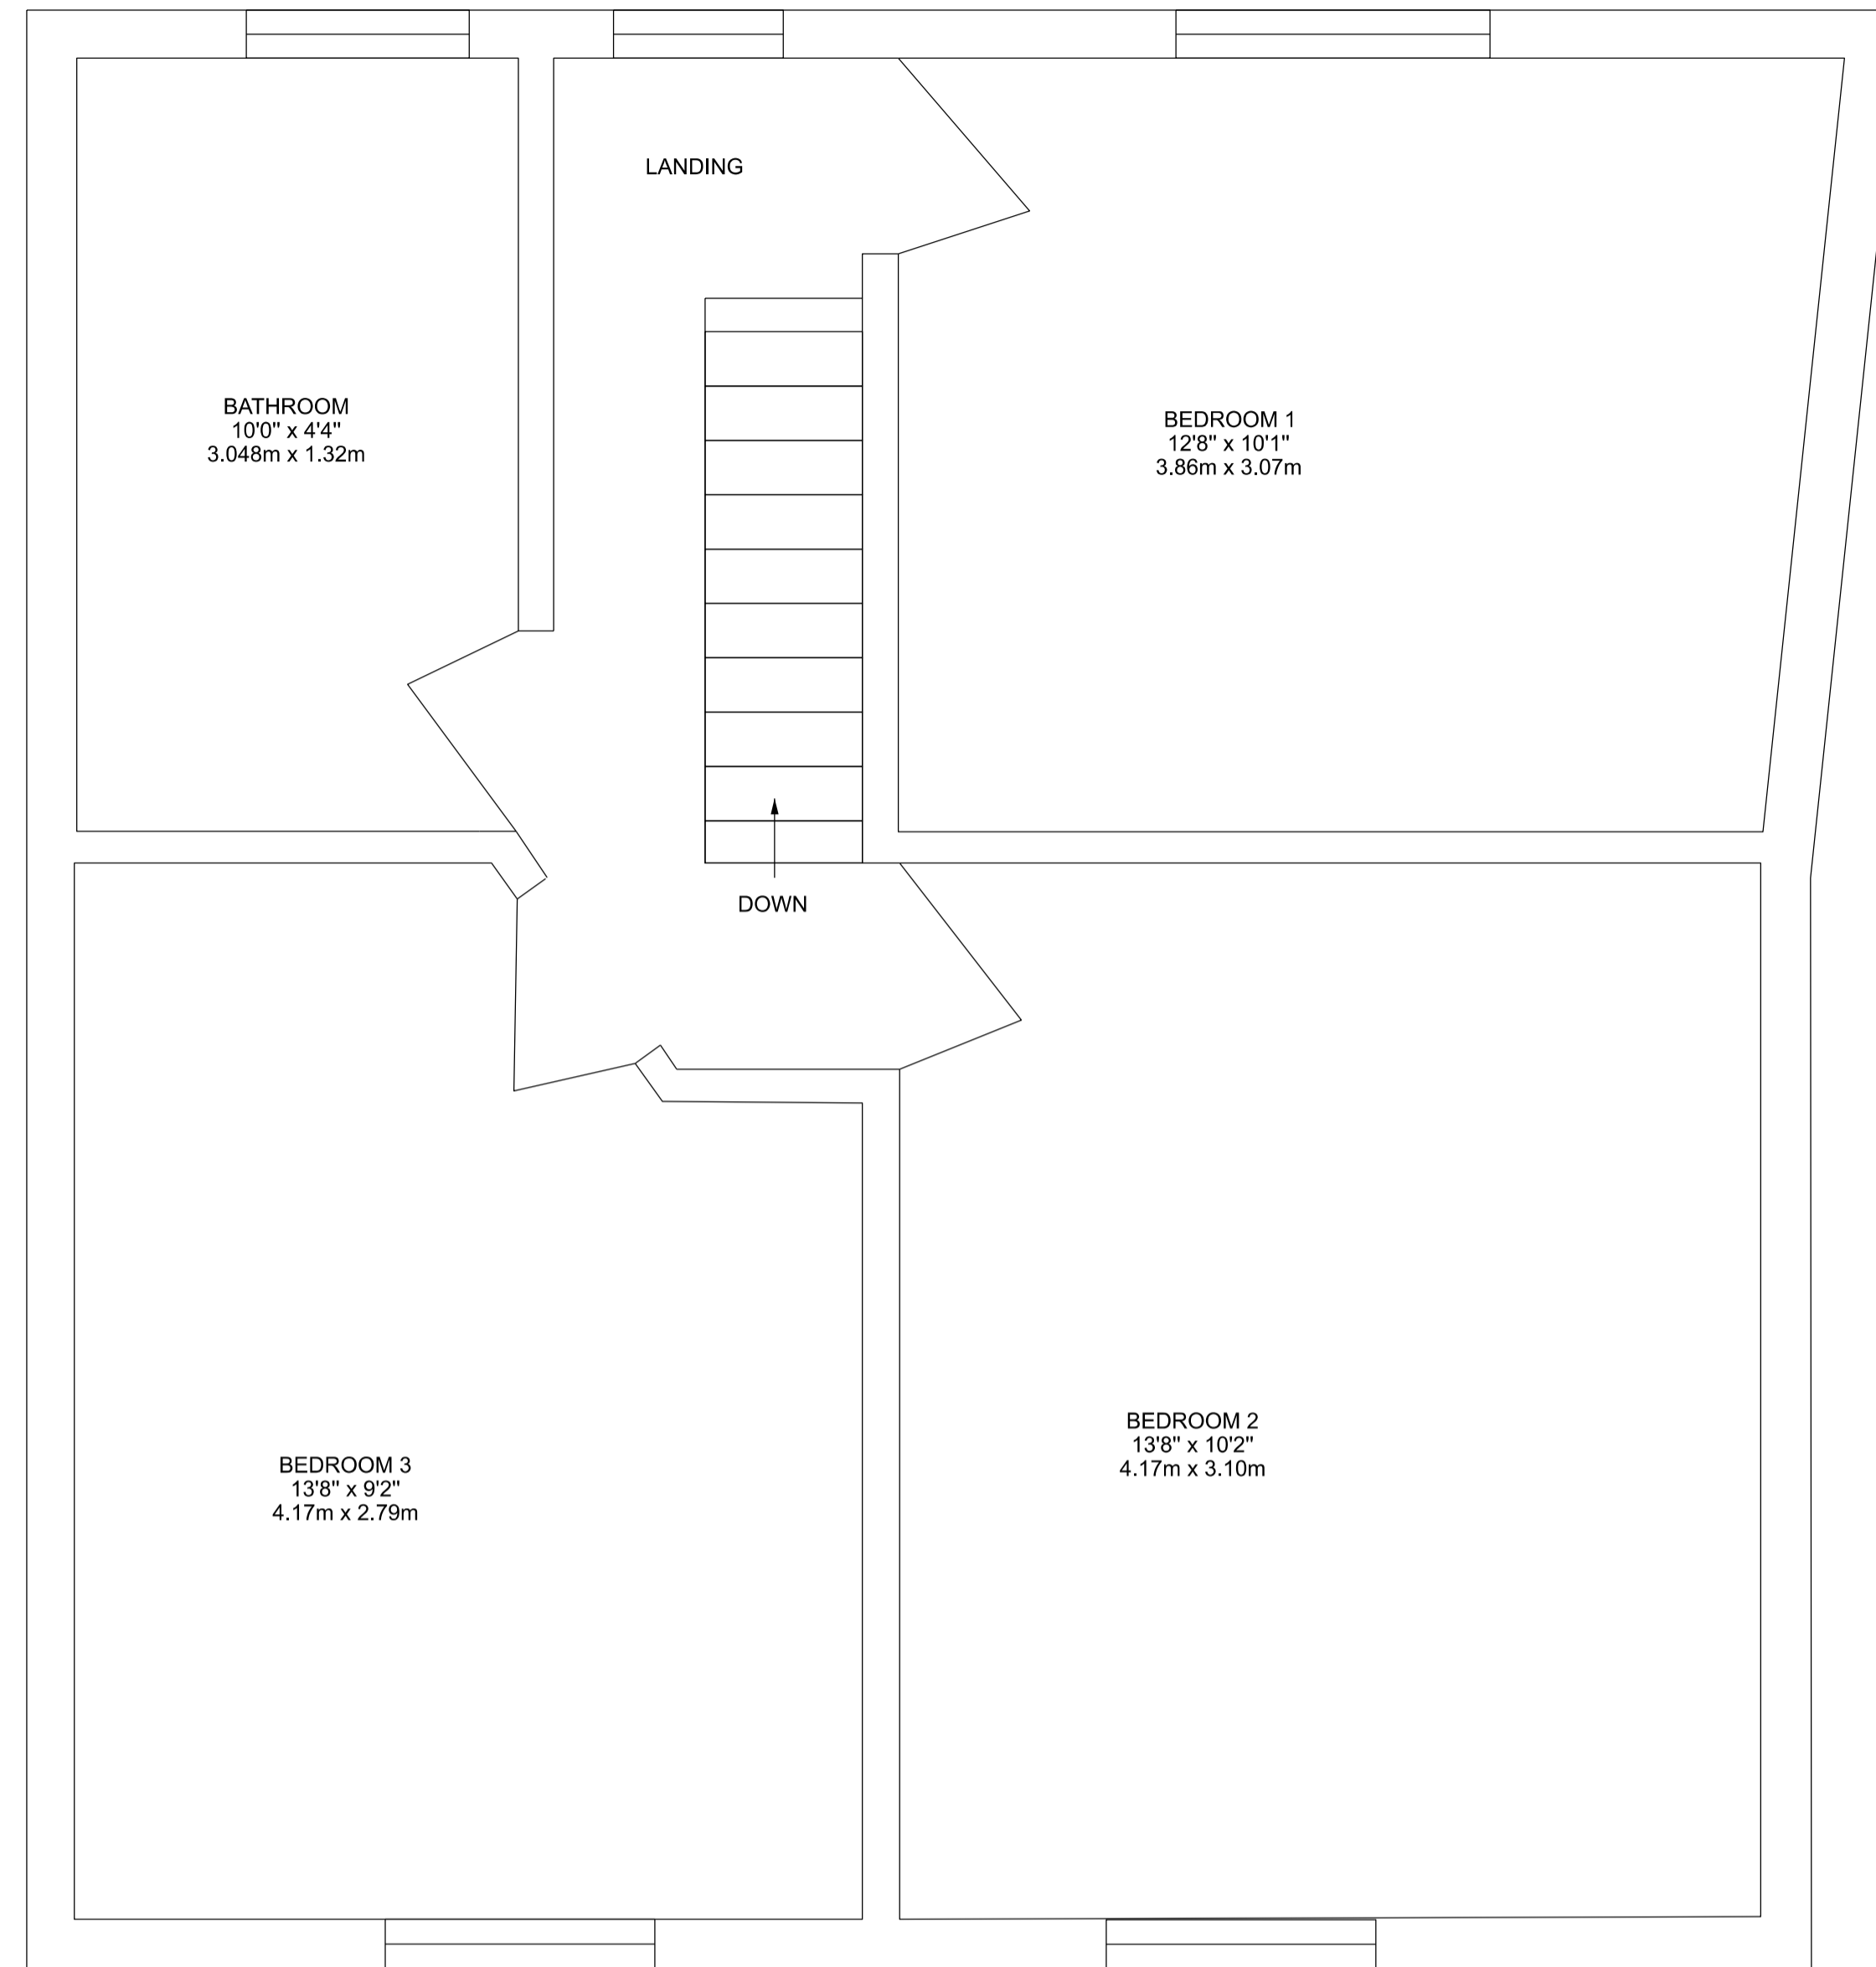 LANDING
BATHROOM
10'0" x 4'4"
3.048m x 1.32m
BEDROOM 1
12'8" x 10'1"
3.86m x 3.07m
DOWN
BEDROOM 2
13'8" x 10'2"
4.17m x 3.10m
BEDROOM 3
13'8" x 9'2"
4.17m x 2.79m